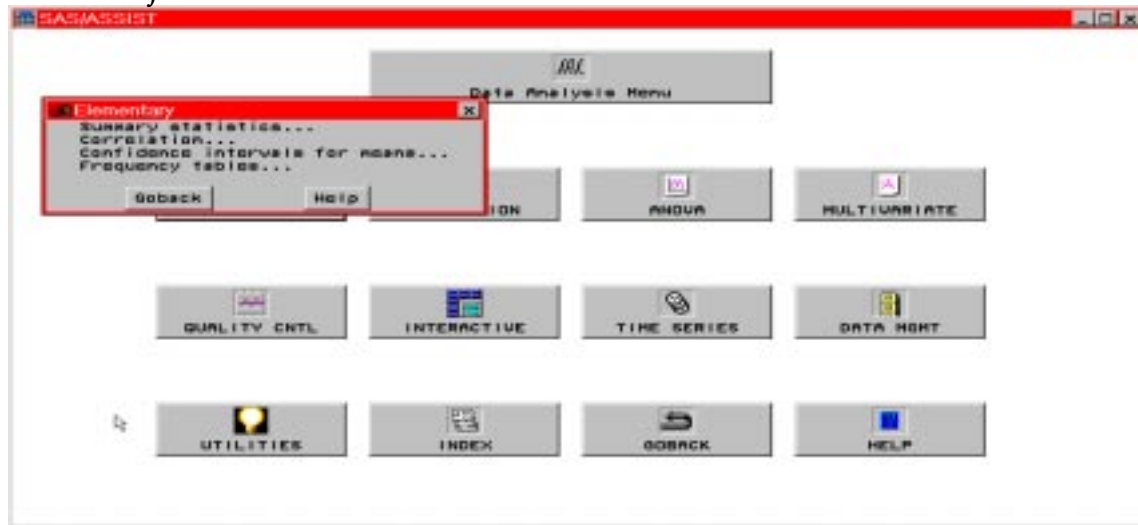 SAS/ASSIST
Data Analysis Menu
Elementary
Summary statistics...
Correlation...
Confidence intervals for means...
Frequency tables...
Goback Help
ION ANOVA MULTIVARIATE
QUALITY CNTL INTERACTIVE TIME SERIES DATA MGMT
UTILITIES INDEX GOBACK HELP